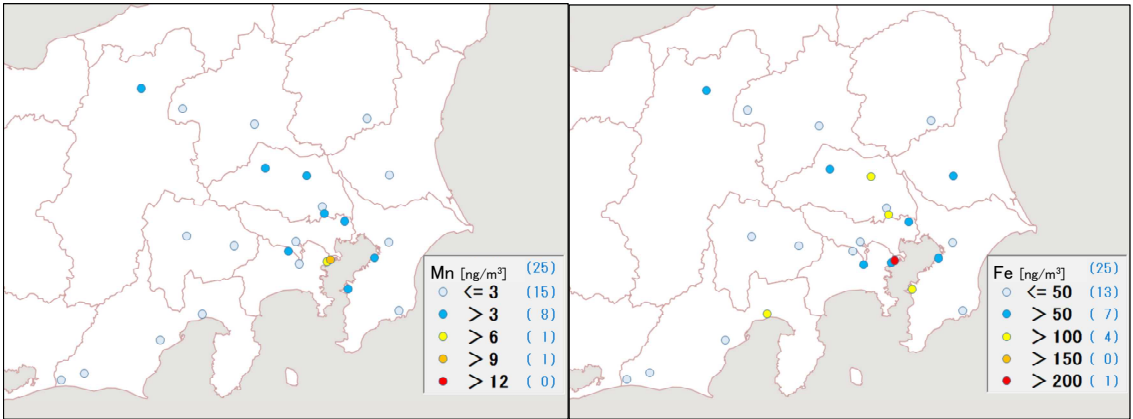 Mn [ng/m³] (25)
<= 3 (15)
> 3 ( 8)
> 6 ( 1)
> 9 ( 1)
> 12 ( 0)
Fe [ng/m³] (25)
<= 50 (13)
> 50 ( 7)
> 100 ( 4)
> 150 ( 0)
> 200 ( 1)